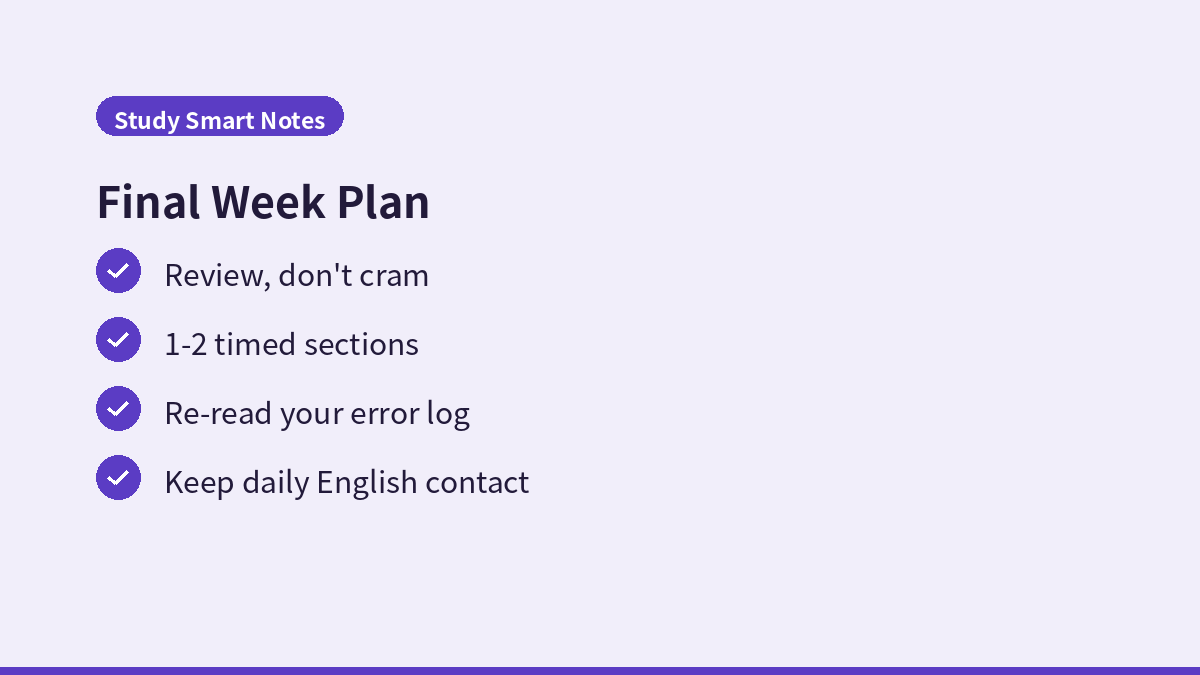 Study Smart Notes
Final Week Plan
Review, don't cram
1-2 timed sections
Re-read your error log
Keep daily English contact